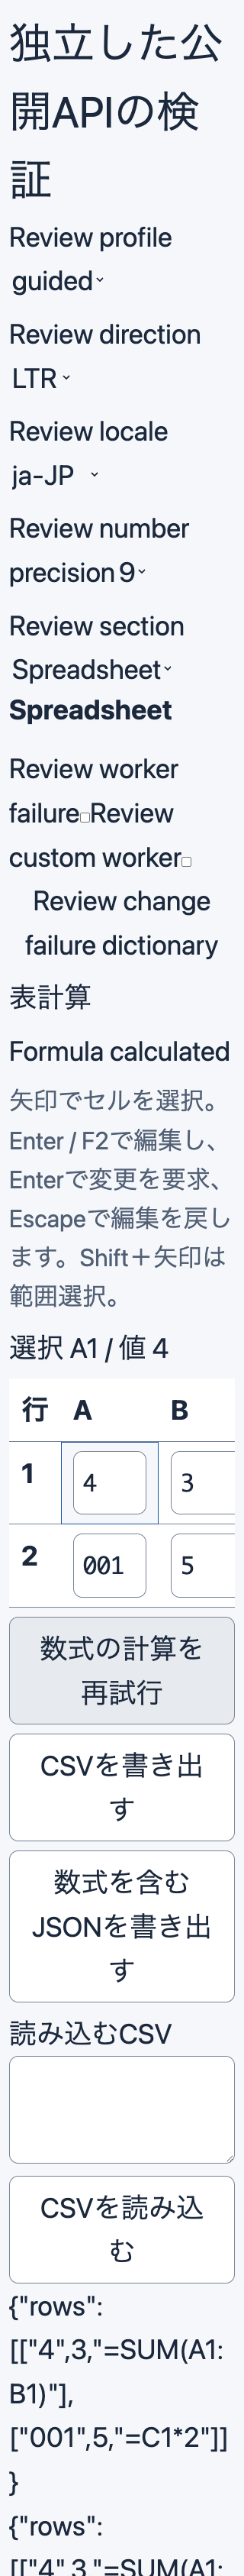 独立した公
開APIの検
証
Review profile
guided
Review direction
LTR
Review locale
ja-JP
Review number
precision 9
Review section
Spreadsheet
Spreadsheet
Review worker
failure Review
custom worker
Review change
failure dictionary
表計算
Formula calculated
矢印でセルを選択。
Enter / F2で編集し、
Enterで変更を要求、
Escapeで編集を戻し
ます。Shift＋矢印は
範囲選択。
選択 A1 / 値 4
行 A B
1 4 3
2 001 5
数式の計算を
再試行
CSVを書き出
す
数式を含む
JSONを書き出
す
読み込むCSV
CSVを読み込
む
{"rows":
[["4",3,"=SUM(A1:
B1)"],
["001",5,"=C1*2"]]
}
{"rows":
[["4",3,"=SUM(A1: